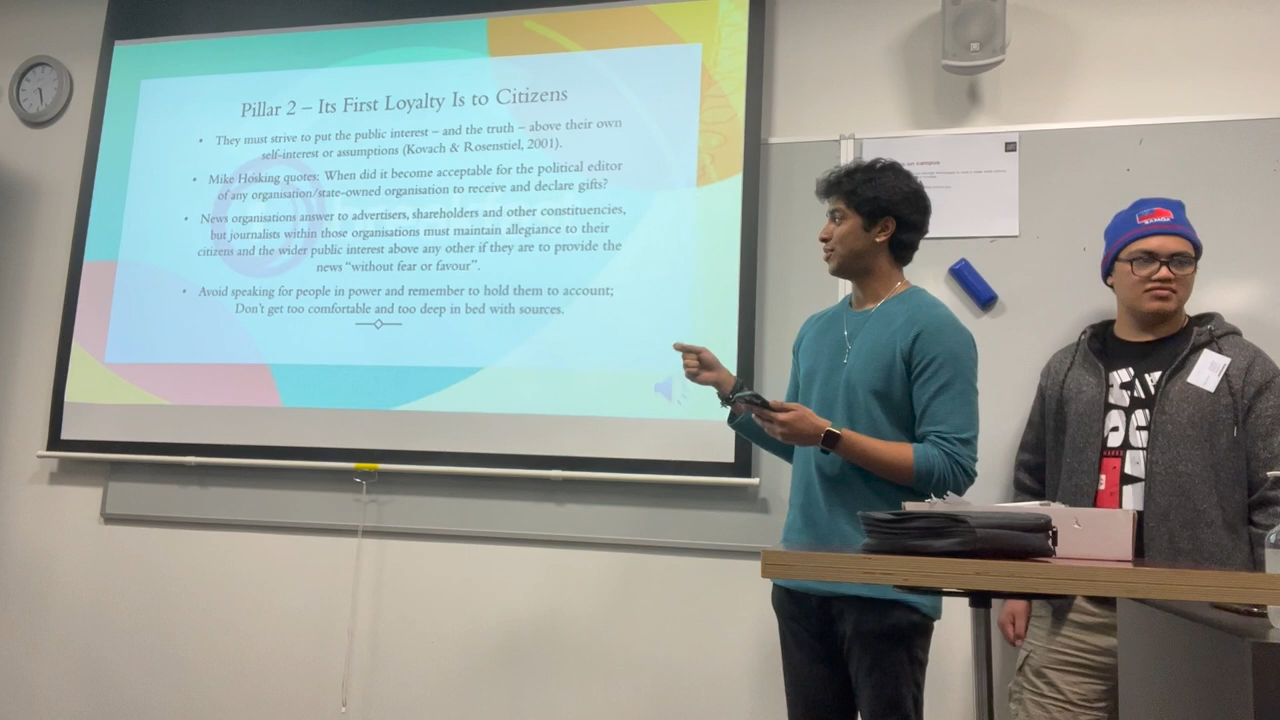 Pillar 2 – Its First Loyalty Is to Citizens
• They must strive to put the public interest – and the truth – above their own
self-interest or assumptions (Kovach & Rosenstiel, 2001).
• Mike Hosking quotes: When did it become acceptable for the political editor
of any organisation/state-owned organisation to receive and declare gifts?
• News organisations answer to advertisers, shareholders and other constituencies,
but journalists within those organisations must maintain allegiance to their
citizens and the wider public interest above any other if they are to provide the
news “without fear or favour”.
• Avoid speaking for people in power and remember to hold them to account;
Don't get too comfortable and too deep in bed with sources.
on campus